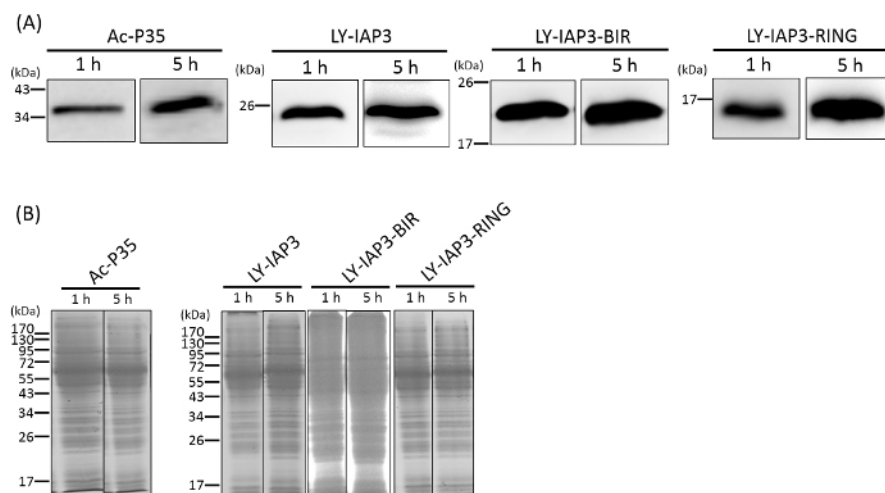 (A)
Ac-P35 LY-IAP3 LY-IAP3-BIR LY-IAP3-RING
1 h 5 h 1 h 5 h 1 h 5 h 1 h 5 h
(kDa) (kDa) (kDa) (kDa)
43 26 26 17
34 17
(B)
Ac-P35 LY-IAP3 LY-IAP3-BIR LY-IAP3-RING
1 h 5 h 1 h 5 h 1 h 5 h 1 h 5 h
(kDa) (kDa)
170 170
130 130
95 95
72 72
55 55
43 43
34 34
26 26
17 17